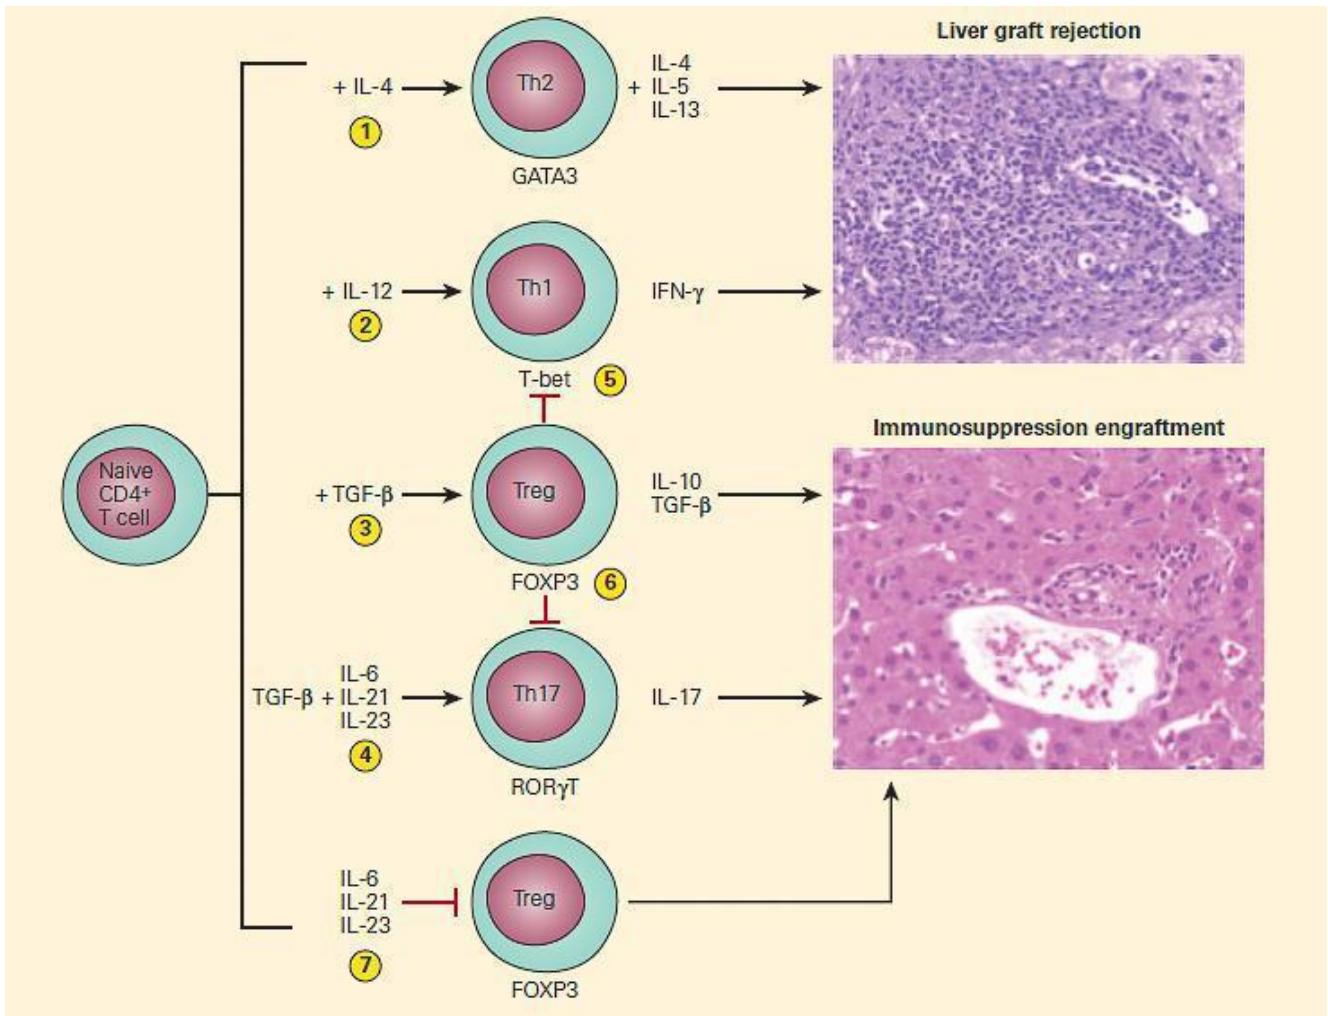 Liver graft rejection
+ IL-4
1
Th2
GATA3
+
IL-4
IL-5
IL-13
+ IL-12
2
Th1
T-bet
5
IFN-γ
Immunosuppression engraftment
Naive
CD4+
T cell
+ TGF-β
3
Treg
FOXP3
6
IL-10
TGF-β
TGF-β +
IL-6
IL-21
IL-23
4
Th17
RORγT
IL-17
IL-6
IL-21
IL-23
7
Treg
FOXP3